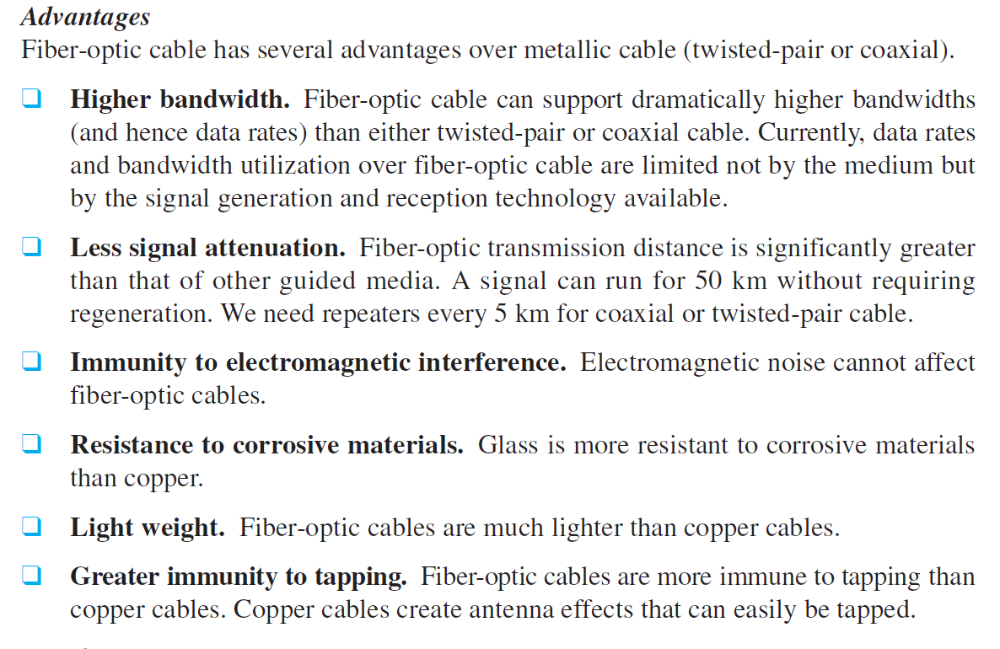 Advantages
Fiber-optic cable has several advantages over metallic cable (twisted-pair or coaxial).
❑ Higher bandwidth. Fiber-optic cable can support dramatically higher bandwidths
(and hence data rates) than either twisted-pair or coaxial cable. Currently, data rates
and bandwidth utilization over fiber-optic cable are limited not by the medium but
by the signal generation and reception technology available.
❑ Less signal attenuation. Fiber-optic transmission distance is significantly greater
than that of other guided media. A signal can run for 50 km without requiring
regeneration. We need repeaters every 5 km for coaxial or twisted-pair cable.
❑ Immunity to electromagnetic interference. Electromagnetic noise cannot affect
fiber-optic cables.
❑ Resistance to corrosive materials. Glass is more resistant to corrosive materials
than copper.
❑ Light weight. Fiber-optic cables are much lighter than copper cables.
❑ Greater immunity to tapping. Fiber-optic cables are more immune to tapping than
copper cables. Copper cables create antenna effects that can easily be tapped.